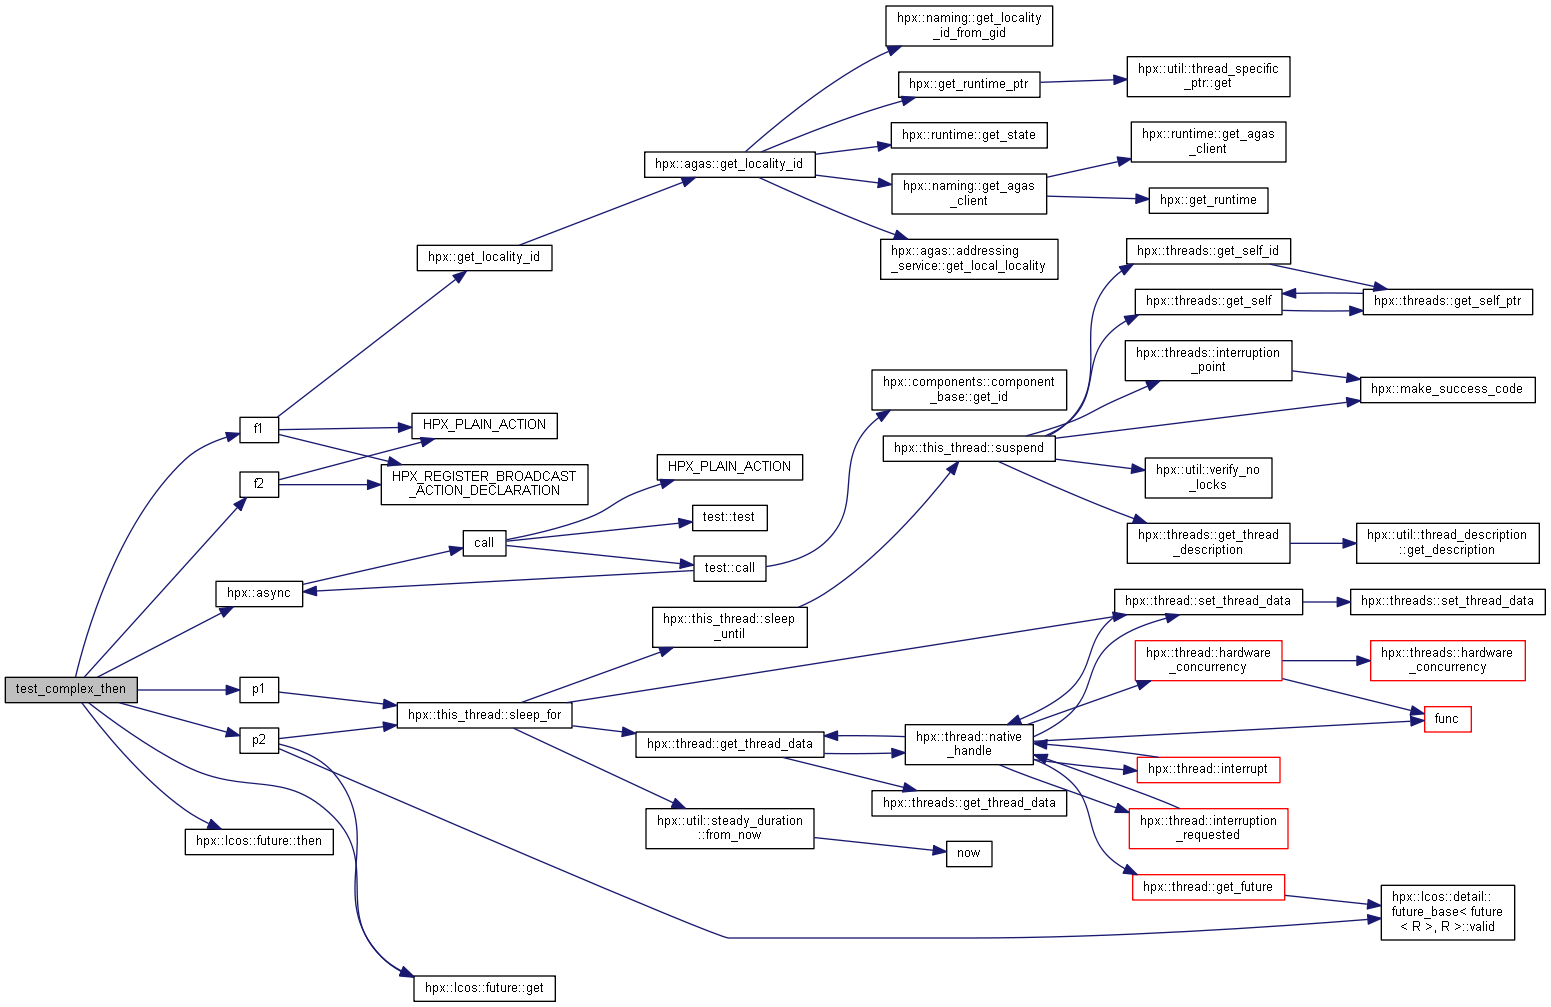 hpx::naming::get_locality
_id_from_gid
hpx::get_runtime_ptr
hpx::util::thread_specific
_ptr::get
hpx::runtime::get_state
hpx::runtime::get_agas
_client
hpx::agas::get_locality_id
hpx::naming::get_agas
_client
hpx::get_runtime
hpx::get_locality_id
hpx::agas::addressing
_service::get_local_locality
hpx::threads::get_self_id
hpx::threads::get_self
hpx::threads::get_self_ptr
hpx::threads::interruption
_point
hpx::make_success_code
hpx::components::component
_base::get_id
f1
HPX_PLAIN_ACTION
hpx::this_thread::suspend
hpx::util::verify_no
_locks
f2
HPX_REGISTER_BROADCAST
_ACTION_DECLARATION
HPX_PLAIN_ACTION
test::test
call
test::call
hpx::threads::get_thread
_description
hpx::util::thread_description
::get_description
hpx::async
hpx::this_thread::sleep
_until
hpx::thread::set_thread_data
hpx::threads::set_thread_data
hpx::thread::hardware
_concurrency
hpx::threads::hardware
_concurrency
test_complex_then
p1
hpx::this_thread::sleep_for
func
p2
hpx::thread::get_thread_data
hpx::thread::native
_handle
hpx::thread::interrupt
hpx::threads::get_thread_data
hpx::lcos::future::then
hpx::util::steady_duration
::from_now
now
hpx::thread::interruption
_requested
hpx::thread::get_future
hpx::lcos::detail::
future_base< future
< R >, R >::valid
hpx::lcos::future::get